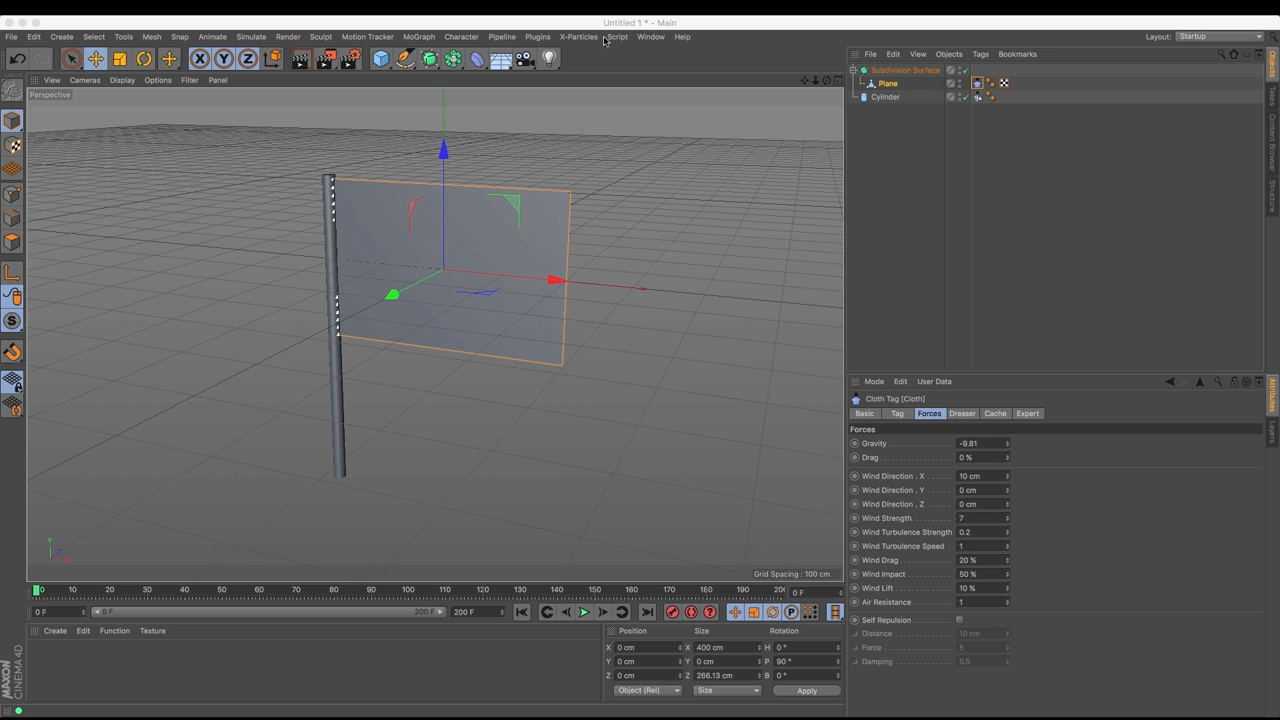 Untitled 1 * - Main
File Edit Create Select Tools Mesh Snap Animate Simulate Render Sculpt Motion Tracker MoGraph Character Pipeline Plugins X-Particles Script Window Help Layout: Startup
X Y Z
View Cameras Display Options Filter Panel
Perspective
File Edit View Objects Tags Bookmarks
Subdivision Surface
Plane
Cylinder
Objects
Takes
Content Browser
Structure
S
Y
Z
Grid Spacing : 100 cm
Mode Edit User Data
Cloth Tag [Cloth]
Basic Tag Forces Dresser Cache Expert
Forces
Gravity -9.81
Drag 0 %
Wind Direction . X 10 cm
Wind Direction . Y 0 cm
Wind Direction . Z 0 cm
Wind Strength 7
Wind Turbulence Strength 0.2
Wind Turbulence Speed 1
Wind Drag 20 %
Wind Impact 50 %
Wind Lift 10 %
Air Resistance 1
Self Repulsion
Distance 10 cm
Force 5
Damping 0.5
Attributes
Layers
0 10 20 30 40 50 60 70 80 90 100 110 120 130 140 150 160 170 180 190 0 F
0 F 0 F 200 F 200 F P
Create Edit Function Texture
Position Size Rotation
X 0 cm X 400 cm H 0 °
Y 0 cm Y 0 cm P 90 °
Z 0 cm Z 266.13 cm B 0 °
Object (Rel) Size Apply
MAXON
CINEMA 4D